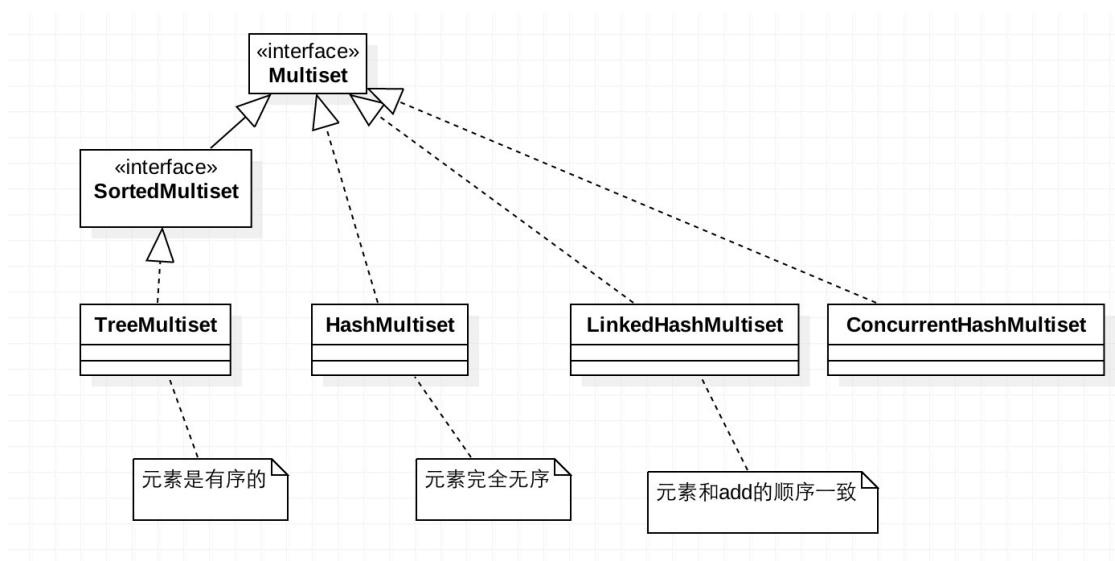 «interface»
Multiset
«interface»
SortedMultiset
TreeMultiset
HashMultiset
LinkedHashMultiset
ConcurrentHashMultiset
元素是有序的
元素完全无序
元素和add的顺序一致